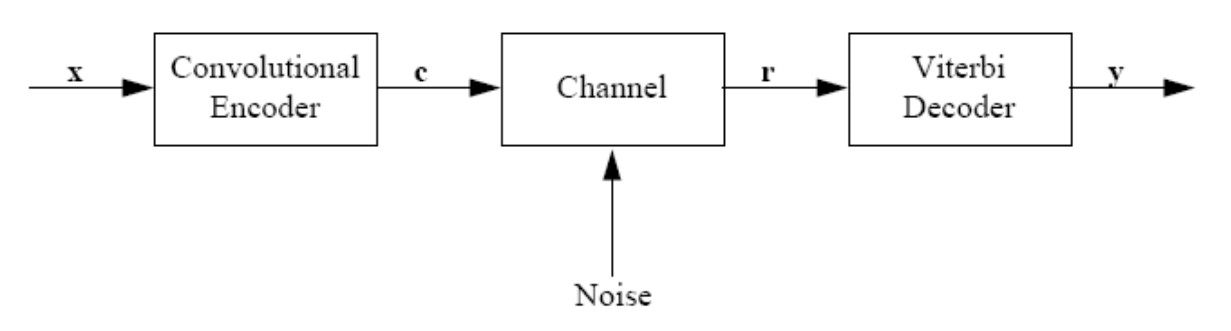 x
Convolutional
Encoder
c
Channel
r
Viterbi
Decoder
y
Noise